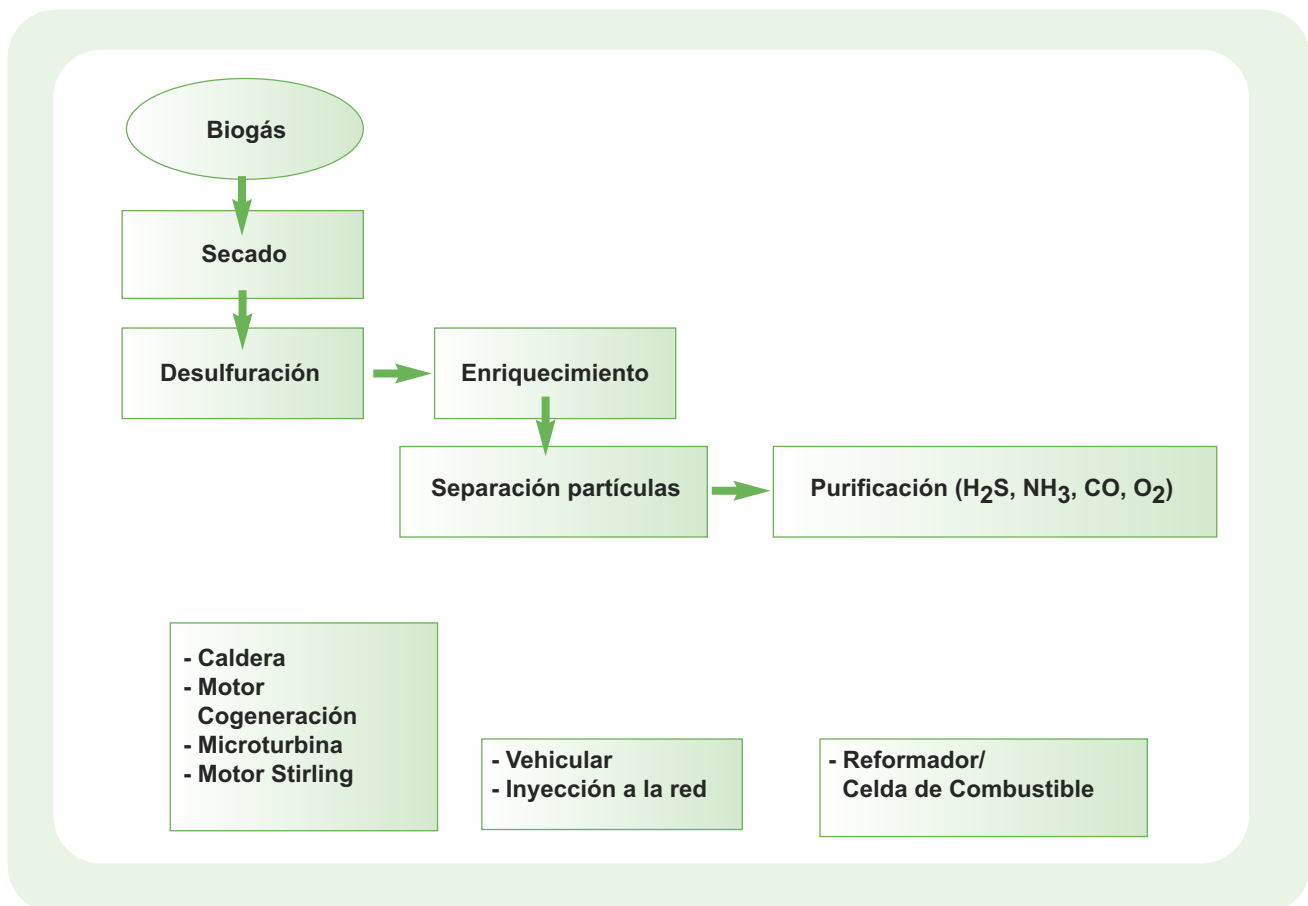 Biogás
Secado
Desulfuración
Enriquecimiento
Separación partículas
Purificación (H₂S, NH₃, CO, O₂)
- Caldera
- Motor
Cogeneración
- Microturbina
- Motor Stirling
- Vehicular
- Inyección a la red
- Reformador/
Celda de Combustible